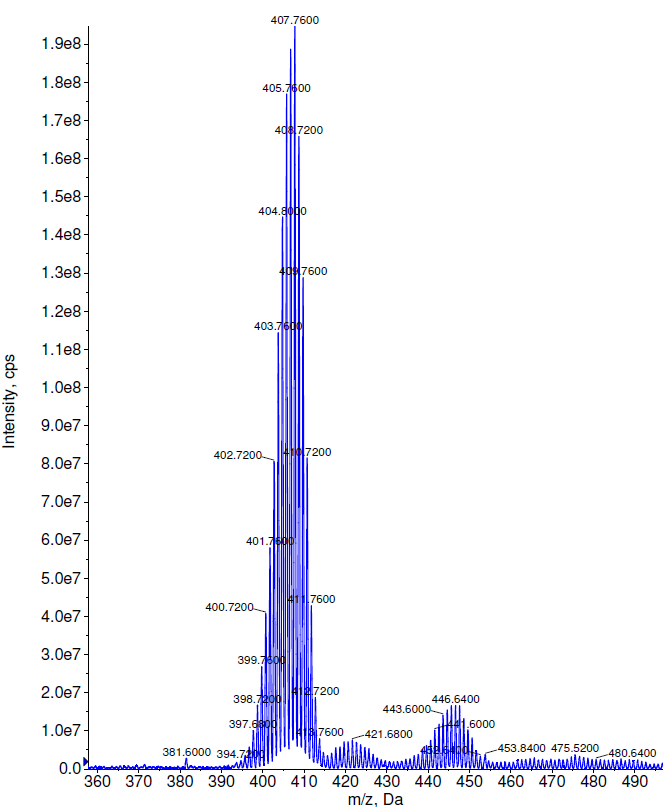 407.7600
1.9e8
405.7600
1.8e8
1.7e8
408.7200
1.6e8
1.5e8
404.8000
1.4e8
1.3e8
409.7600
1.2e8
403.7600
1.1e8
1.0e8
Intensity, cps
9.0e7
410.7200
402.7200
8.0e7
7.0e7
6.0e7
401.7600
5.0e7
411.7600
400.7200
4.0e7
3.0e7
399.7600
2.0e7
412.7200
398.7200
446.6400
443.6000
397.6800
441.6000
1.0e7
413.7600
421.6800
381.6000
394.7200
452.6400
453.8400
475.5200
480.6400
0.0
360 370 380 390 400 410 420 430 440 450 460 470 480 490
m/z, Da